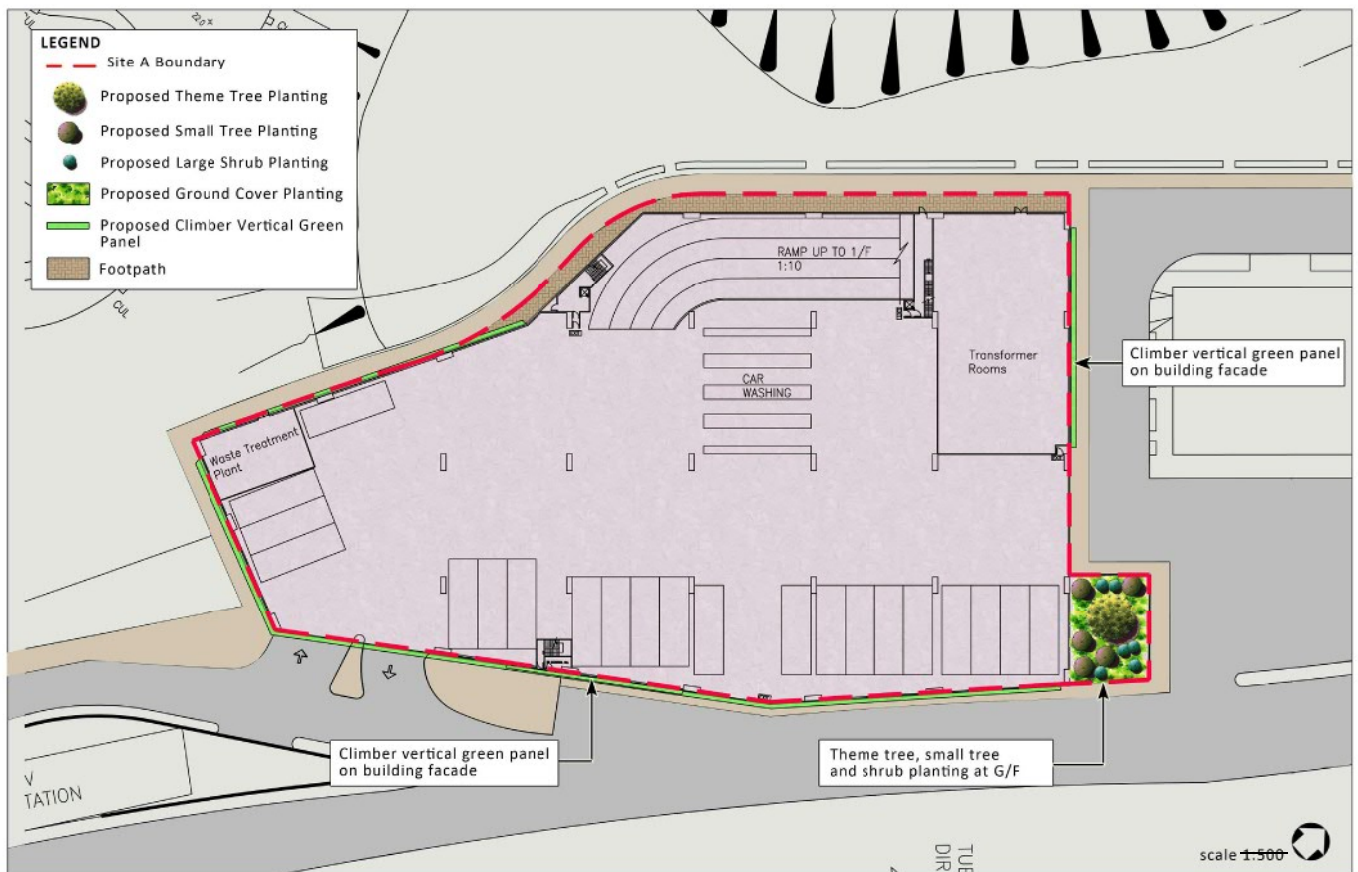 LEGEND
Site A Boundary
Proposed Theme Tree Planting
Proposed Small Tree Planting
Proposed Large Shrub Planting
Proposed Ground Cover Planting
Proposed Climber Vertical Green
Panel
Footpath
CUL
RAMP UP TO 1/F
1:10
Transformer
Rooms
Climber vertical green panel
on building facade
CAR
WASHING
Waste Treatment
Plant
Climber vertical green panel
on building facade
Theme tree, small tree
and shrub planting at G/F
V
TATION
TUE
DIR
scale 1:500